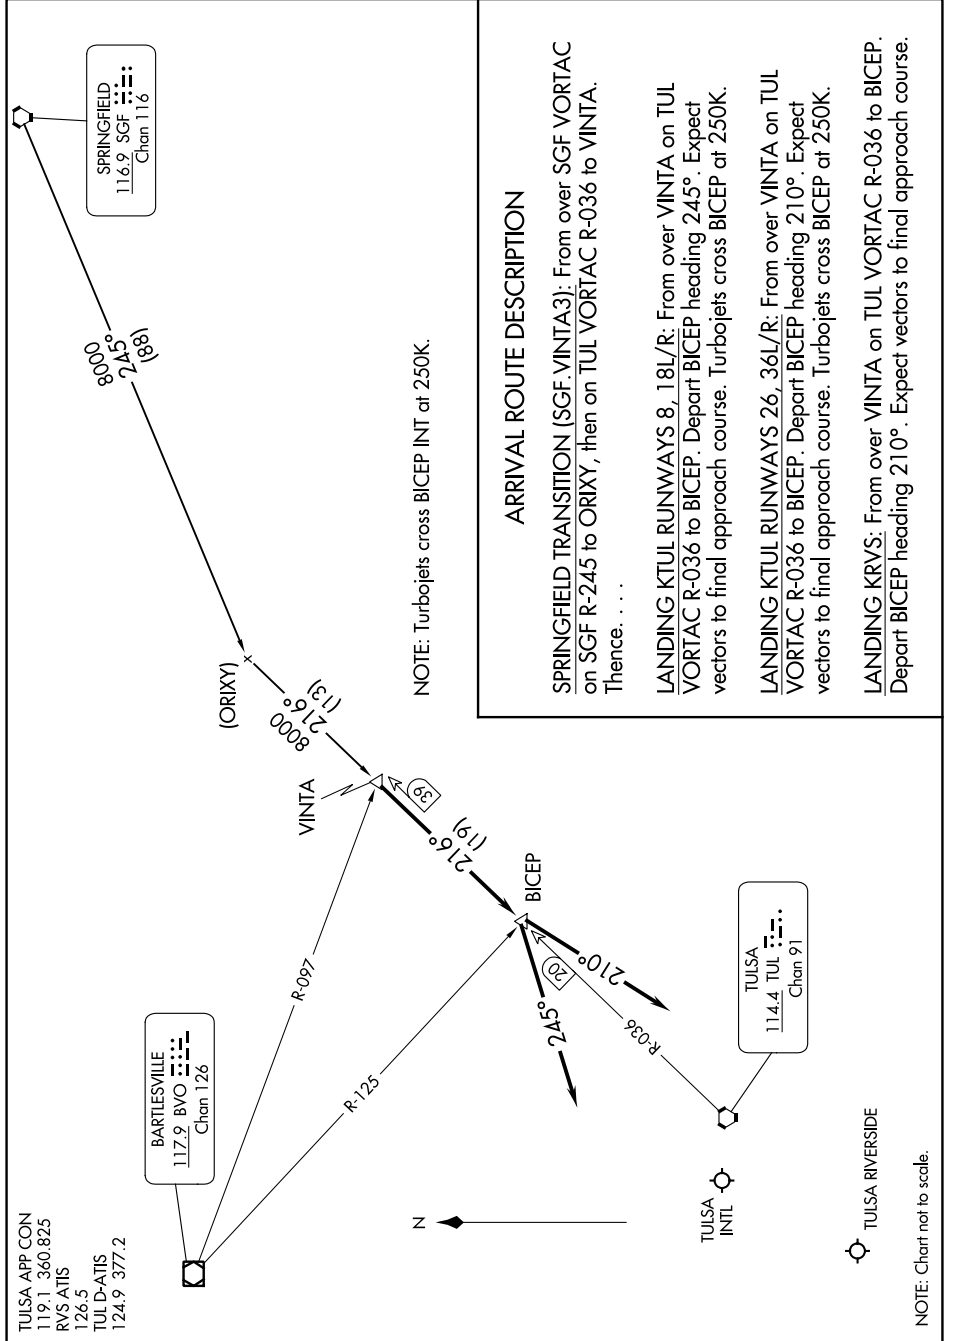 TULSA APP CON
119.1 360.825
RVS ATIS
126.5
TUL D-ATIS
124.9 377.2
SPRINGFIELD
116.9 SGF
Chan 116
8000
245°
(88)
(ORIXY)
8000
216°
(13)
VINTA
39
216°
(19)
BICEP
NOTE: Turbojets cross BICEP INT at 250K.
BARTLESVILLE
117.9 BVO
Chan 126
R-097
R-125
20
245°
210°
R-036
N
TULSA
114.4 TUL
Chan 91
TULSA
INTL
TULSA RIVERSIDE
NOTE: Chart not to scale.
ARRIVAL ROUTE DESCRIPTION
SPRINGFIELD TRANSITION (SGF.VINTA3): From over SGF VORTAC
on SGF R-245 to ORIXY, then on TUL VORTAC R-036 to VINTA.
Thence. . . .
LANDING KTUL RUNWAYS 8, 18L/R: From over VINTA on TUL
VORTAC R-036 to BICEP. Depart BICEP heading 245°. Expect
vectors to final approach course. Turbojets cross BICEP at 250K.
LANDING KTUL RUNWAYS 26, 36L/R: From over VINTA on TUL
VORTAC R-036 to BICEP. Depart BICEP heading 210°. Expect
vectors to final approach course. Turbojets cross BICEP at 250K.
LANDING KRVS: From over VINTA on TUL VORTAC R-036 to BICEP.
Depart BICEP heading 210°. Expect vectors to final approach course.